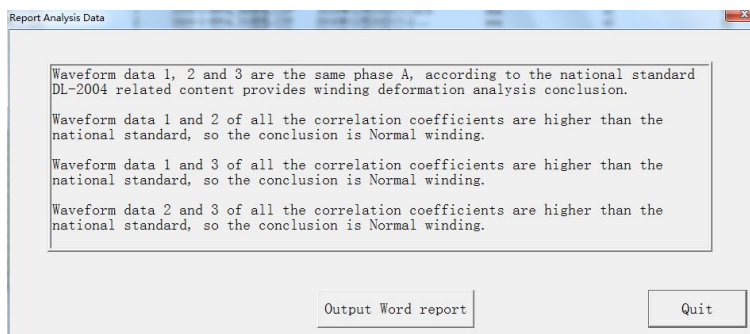 Report Analysis Data
Waveform data 1, 2 and 3 are the same phase A, according to the national standard
DL-2004 related content provides winding deformation analysis conclusion.
Waveform data 1 and 2 of all the correlation coefficients are higher than the
national standard, so the conclusion is Normal winding.
Waveform data 1 and 3 of all the correlation coefficients are higher than the
national standard, so the conclusion is Normal winding.
Waveform data 2 and 3 of all the correlation coefficients are higher than the
national standard, so the conclusion is Normal winding.
Output Word report
Quit